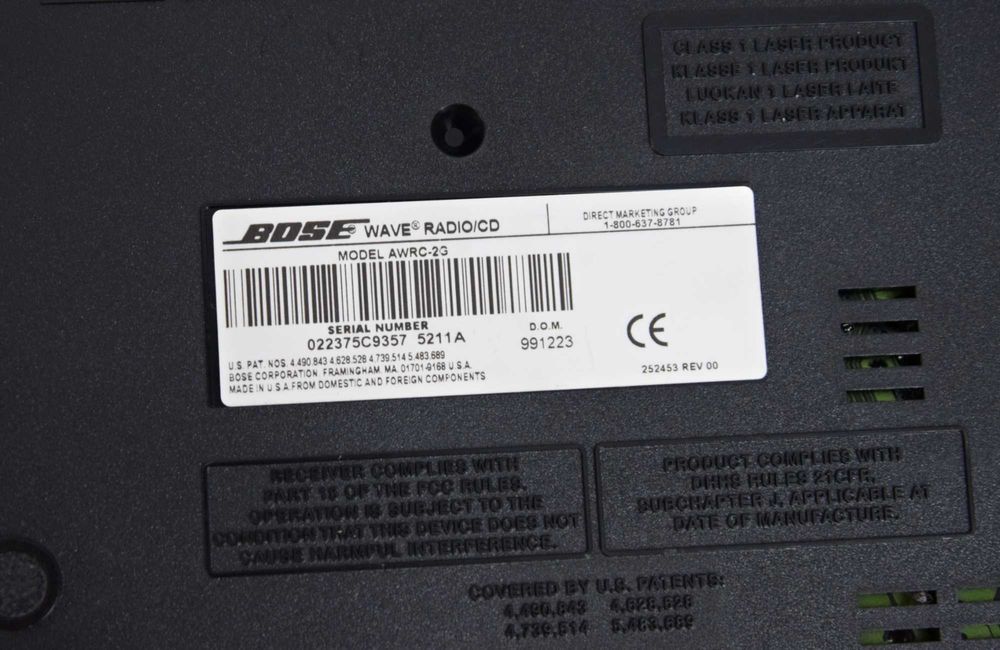 CLASS 1 LASER PRODUCT
KLASSE 1 LASER PRODUKT
LUOKAN 1 LASER LAITE
KLASS 1 LASER APPARAT
BOSE® WAVE® RADIO/CD
DIRECT MARKETING GROUP
1-800-637-8781
MODEL AWRC-2G
SERIAL NUMBER
022375C9357 5211A
D.O.M.
991223
CE
U.S. PAT. NOS. 4,490,843 4,628,528 4,739,514 5,483,689
BOSE CORPORATION, FRAMINGHAM, MA 01701-9168 U.S.A.
MADE IN U.S.A. FROM DOMESTIC AND FOREIGN COMPONENTS
252453 REV 00
RECEIVER COMPLIES WITH
PART 15 OF THE FCC RULES.
OPERATION IS SUBJECT TO THE
CONDITION THAT THIS DEVICE DOES NOT
CAUSE HARMFUL INTERFERENCE.
PRODUCT COMPLIES WITH
DHHS RULES 21CFR,
SUBCHAPTER J, APPLICABLE AT
DATE OF MANUFACTURE.
COVERED BY U.S. PATENTS:
4,490,843 4,628,528
4,739,514 5,483,689